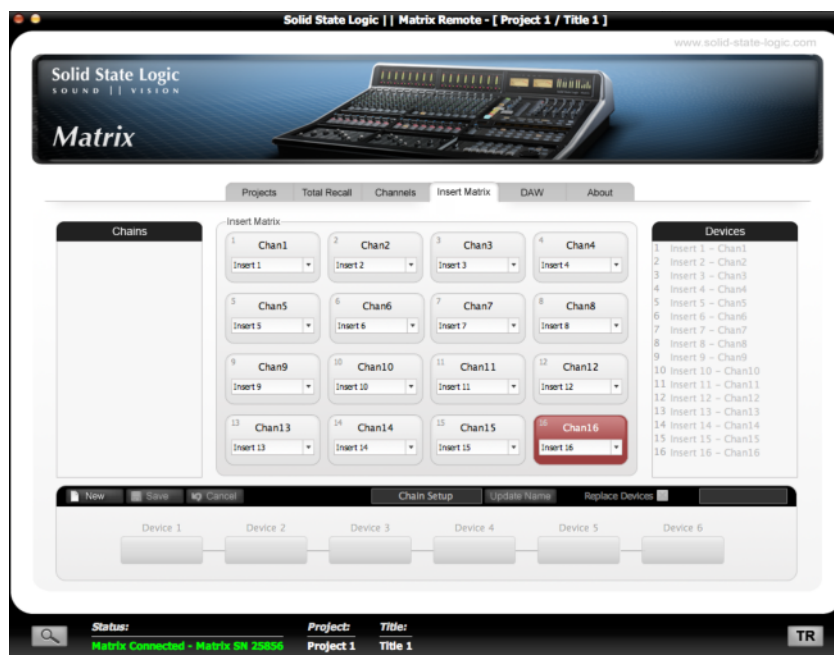 Solid State Logic || Matrix Remote - [ Project 1 / Title 1 ]
www.solid-state-logic.com
Solid State Logic
SOUND || VISION
Matrix
Projects Total Recall Channels Insert Matrix DAW About
Chains
Insert Matrix
Devices
1 Chan1 2 Chan2 3 Chan3 4 Chan4
Insert 1 Insert 2 Insert 3 Insert 4
5 Chan5 6 Chan6 7 Chan7 8 Chan8
Insert 5 Insert 6 Insert 7 Insert 8
9 Chan9 10 Chan10 11 Chan11 12 Chan12
Insert 9 Insert 10 Insert 11 Insert 12
13 Chan13 14 Chan14 15 Chan15 16 Chan16
Insert 13 Insert 14 Insert 15 Insert 16
1 Insert 1 - Chan1
2 Insert 2 - Chan2
3 Insert 3 - Chan3
4 Insert 4 - Chan4
5 Insert 5 - Chan5
6 Insert 6 - Chan6
7 Insert 7 - Chan7
8 Insert 8 - Chan8
9 Insert 9 - Chan9
10 Insert 10 - Chan10
11 Insert 11 - Chan11
12 Insert 12 - Chan12
13 Insert 13 - Chan13
14 Insert 14 - Chan14
15 Insert 15 - Chan15
16 Insert 16 - Chan16
New Save Cancel Chain Setup Update Name Replace Devices
Device 1 Device 2 Device 3 Device 4 Device 5 Device 6
Status: Project: Title:
Matrix Connected - Matrix SN 25856 Project 1 Title 1
TR